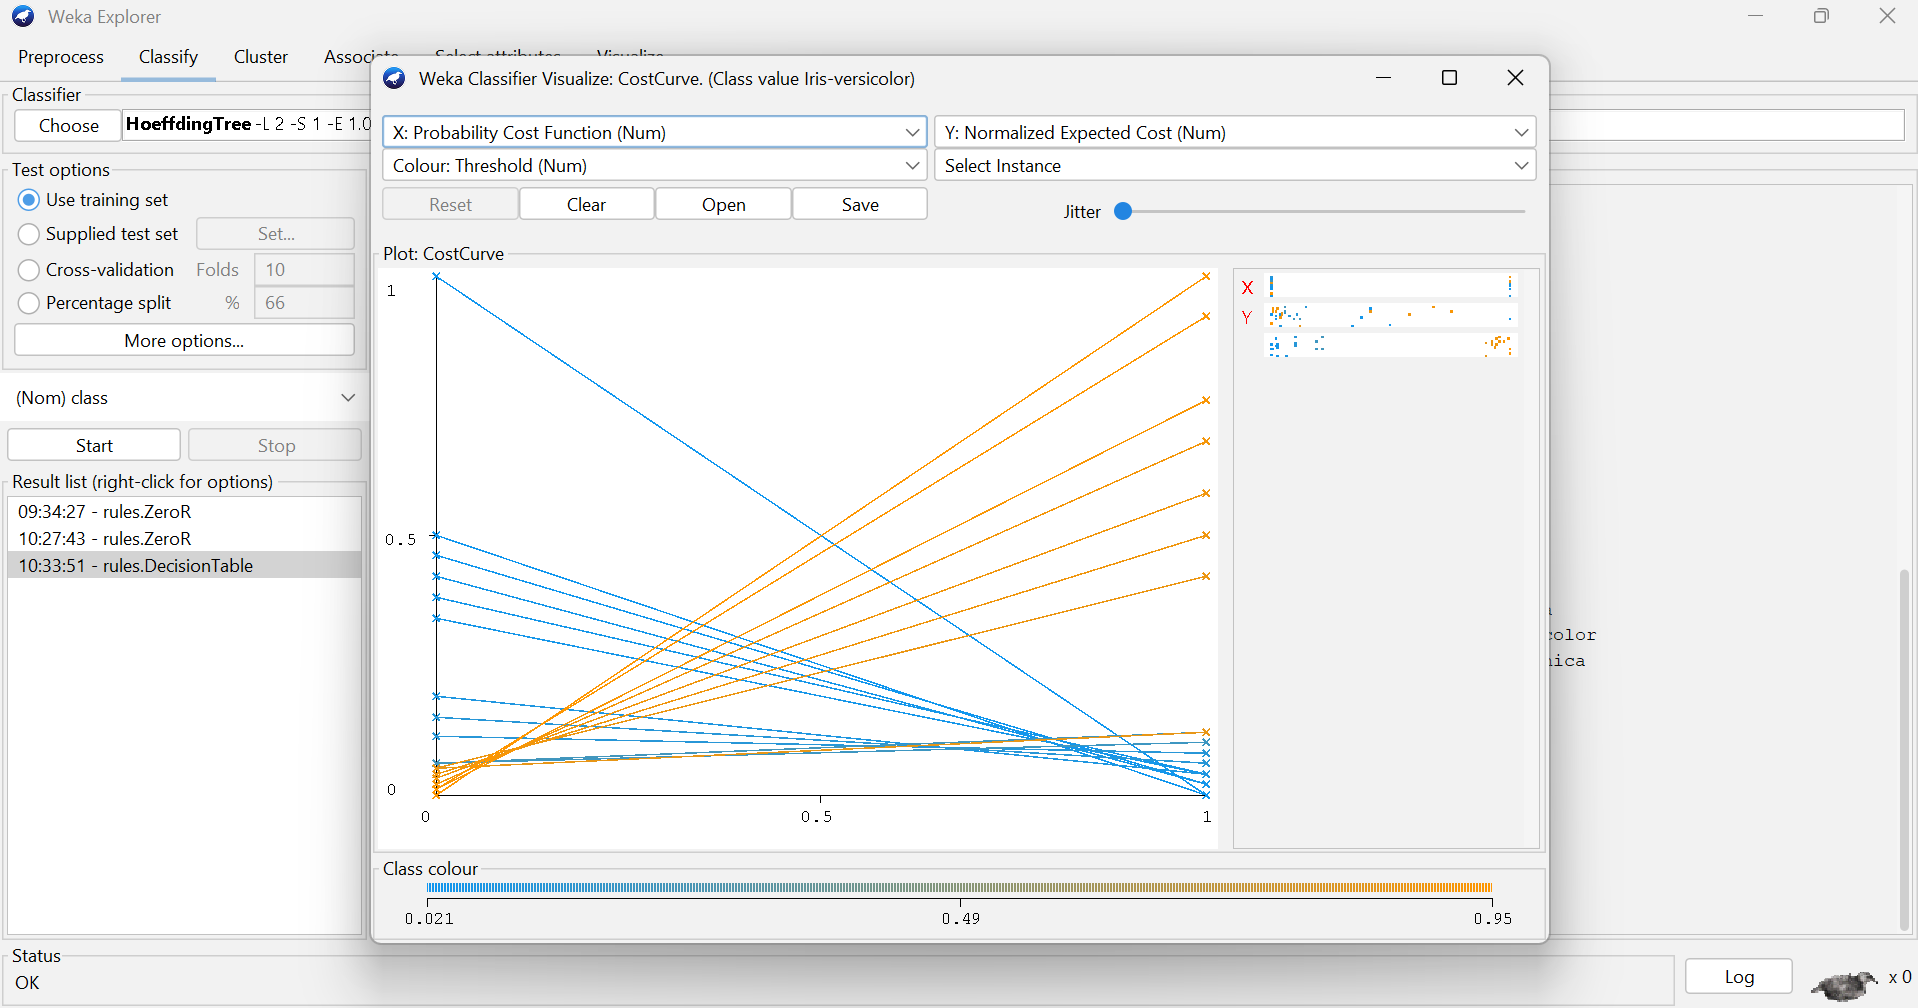 Weka Explorer
Preprocess
Classify
Cluster
Weka Classifier Visualize: CostCurve. (Class value Iris-versicolor)
Classifier
Choose
HoeffdingTree -L 2 -S 1 -E 1.0
X: Probability Cost Function (Num)
Y: Normalized Expected Cost (Num)
Colour: Threshold (Num)
Select Instance
Reset
Clear
Open
Save
Jitter
Test options
Use training set
Supplied test set
Set...
Cross-validation Folds 10
Percentage split % 66
More options...
(Nom) class
Start
Stop
Result list (right-click for options)
09:34:27 - rules.ZeroR
10:27:43 - rules.ZeroR
10:33:51 - rules.DecisionTable
Plot: CostCurve
1
0.5
0
0
0.5
1
X
Y
color
ica
Class colour
0.021
0.49
0.95
Status
OK
Log
x 0